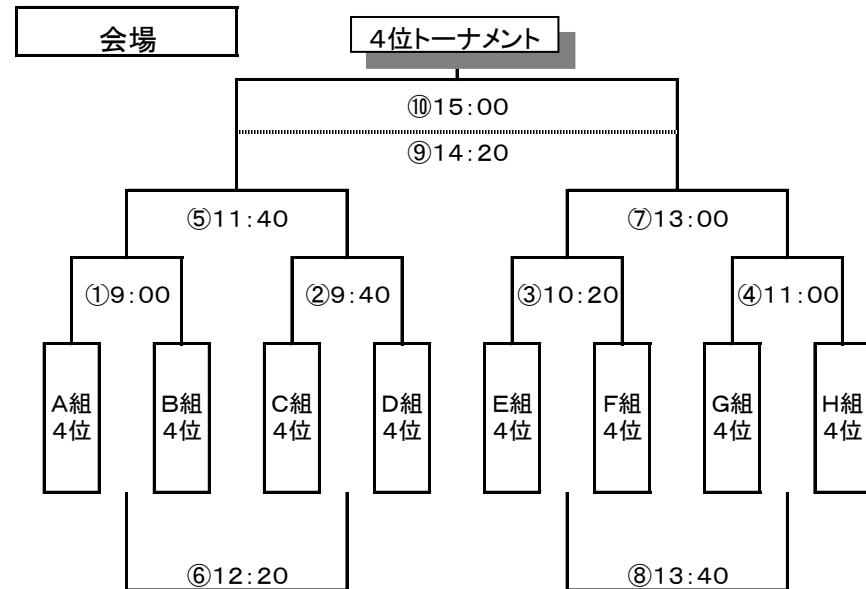 会場
4位トーナメント
⑩15:00
⑨14:20
⑤11:40
⑦13:00
①9:00
②9:40
③10:20
④11:00
A組
4位
B組
4位
C組
4位
D組
4位
E組
4位
F組
4位
G組
4位
H組
4位
⑥12:20
⑧13:40